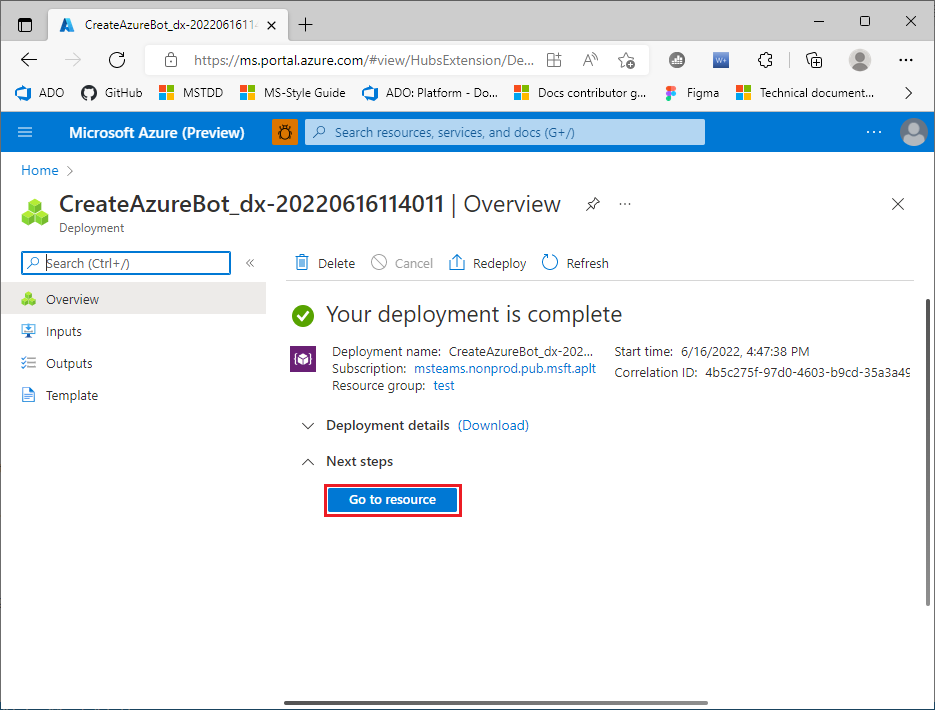 CreateAzureBot_dx-2022061611
https://ms.portal.azure.com/#view/HubsExtension/De...
ADO
GitHub
MSTDD
MS-Style Guide
ADO: Platform - Do...
Docs contributor g...
Figma
Technical document...
Microsoft Azure (Preview)
Search resources, services, and docs (G+/)
Home
CreateAzureBot_dx-20220616114011 | Overview
Deployment
Search (Ctrl+/)
Delete
Cancel
Redeploy
Refresh
Overview
Inputs
Outputs
Template
Your deployment is complete
Deployment name: CreateAzureBot_dx-202...
Subscription: msteams.nonprod.pub.msft.aplt
Resource group: test
Start time: 6/16/2022, 4:47:38 PM
Correlation ID: 4b5c275f-97d0-4603-b9cd-35a3a49
Deployment details (Download)
Next steps
Go to resource